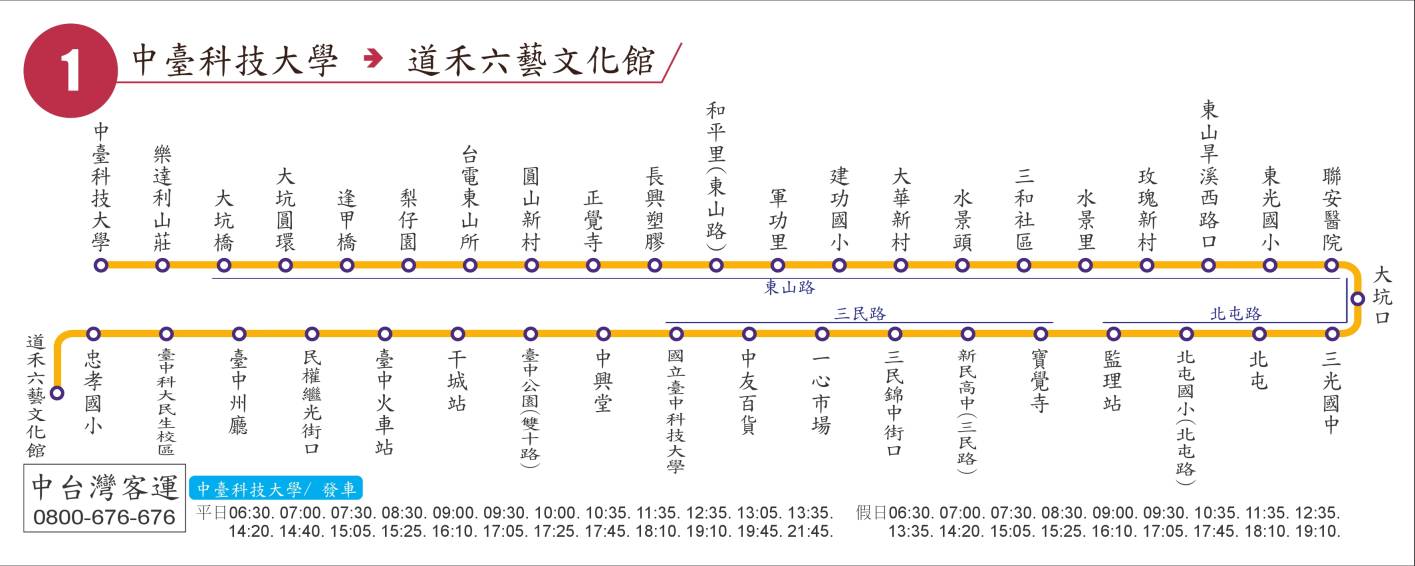 1 中臺科技大學 ➔ 道禾六藝文化館
中臺科技大學
樂達利山莊
大坑橋
大坑圓環
逢甲橋
梨仔園
台電東山所
圓山新村
正覺寺
長興塑膠
和平里(東山路)
軍功里
建功國小
大華新村
水景頭
三和社區
水景里
玫瑰新村
東山旱溪西路口
東光國小
聯安醫院
大坑口
東山路
三民路
北屯路
三光國中
北屯
北屯國小(北屯路)
監理站
寶覺寺
新民高中(三民路)
三民錦中街口
一心市場
中友百貨
國立臺中科技大學
中興堂
臺中公園(雙十路)
干城站
臺中火車站
民權繼光街口
臺中州廳
臺中科大民生校區
忠孝國小
道禾六藝文化館
中台灣客運
0800-676-676
中臺科技大學/ 發車
平日06:30. 07:00. 07:30. 08:30. 09:00. 09:30. 10:00. 10:35. 11:35. 12:35. 13:05. 13:35.
14:20. 14:40. 15:05. 15:25. 16:10. 17:05. 17:25. 17:45. 18:10. 19:10. 19:45. 21:45.
假日06:30. 07:00. 07:30. 08:30. 09:00. 09:30. 10:35. 11:35. 12:35.
13:35. 14:20. 15:05. 15:25. 16:10. 17:05. 17:45. 18:10. 19:10.